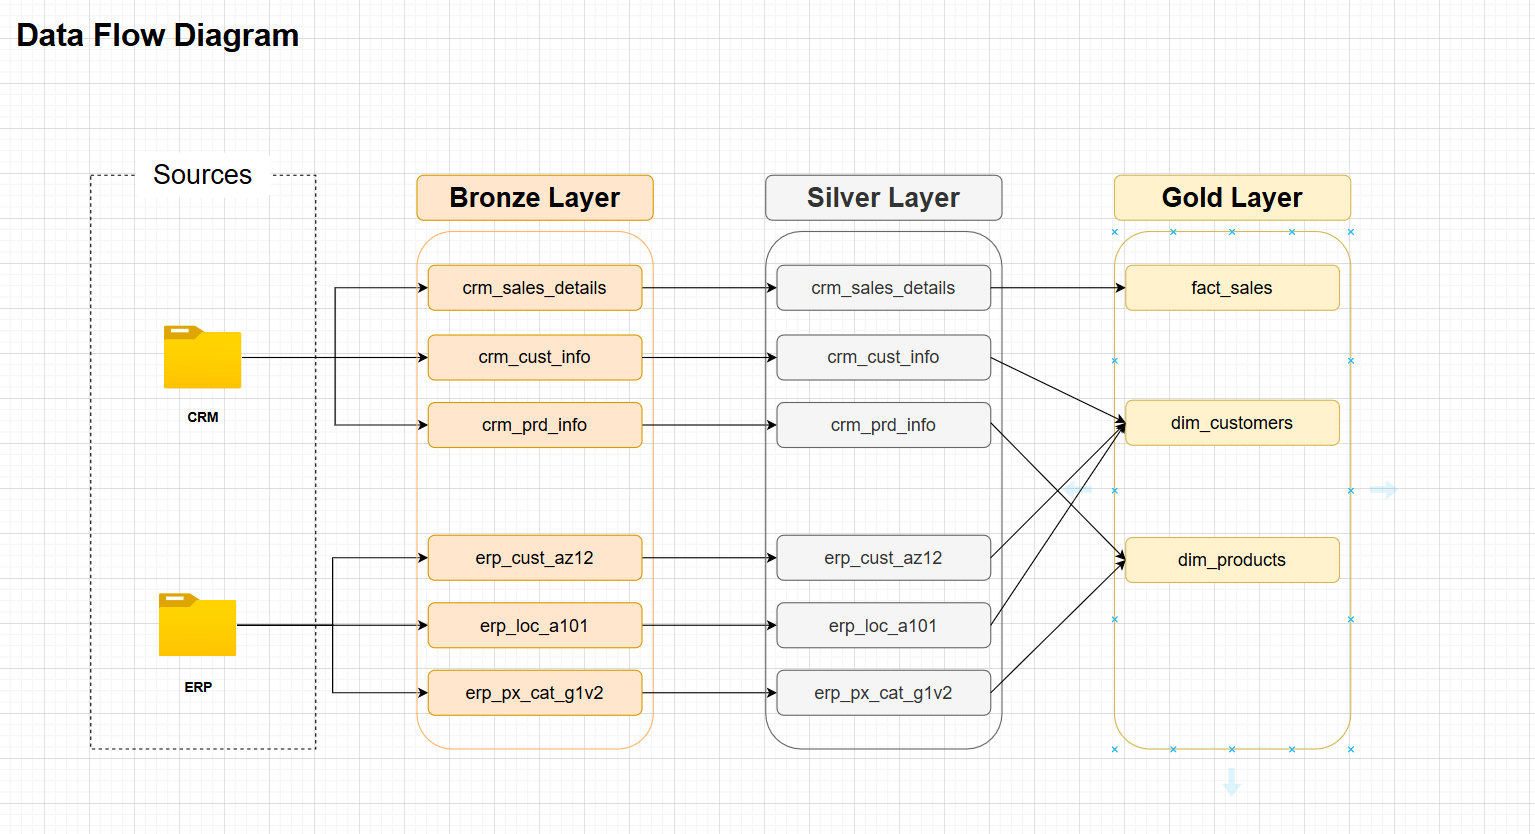 Data Flow Diagram
Sources
Bronze Layer
Silver Layer
Gold Layer
crm_sales_details
crm_sales_details
fact_sales
crm_cust_info
crm_cust_info
CRM
crm_prd_info
crm_prd_info
dim_customers
erp_cust_az12
erp_cust_az12
dim_products
erp_loc_a101
erp_loc_a101
ERP
erp_px_cat_g1v2
erp_px_cat_g1v2